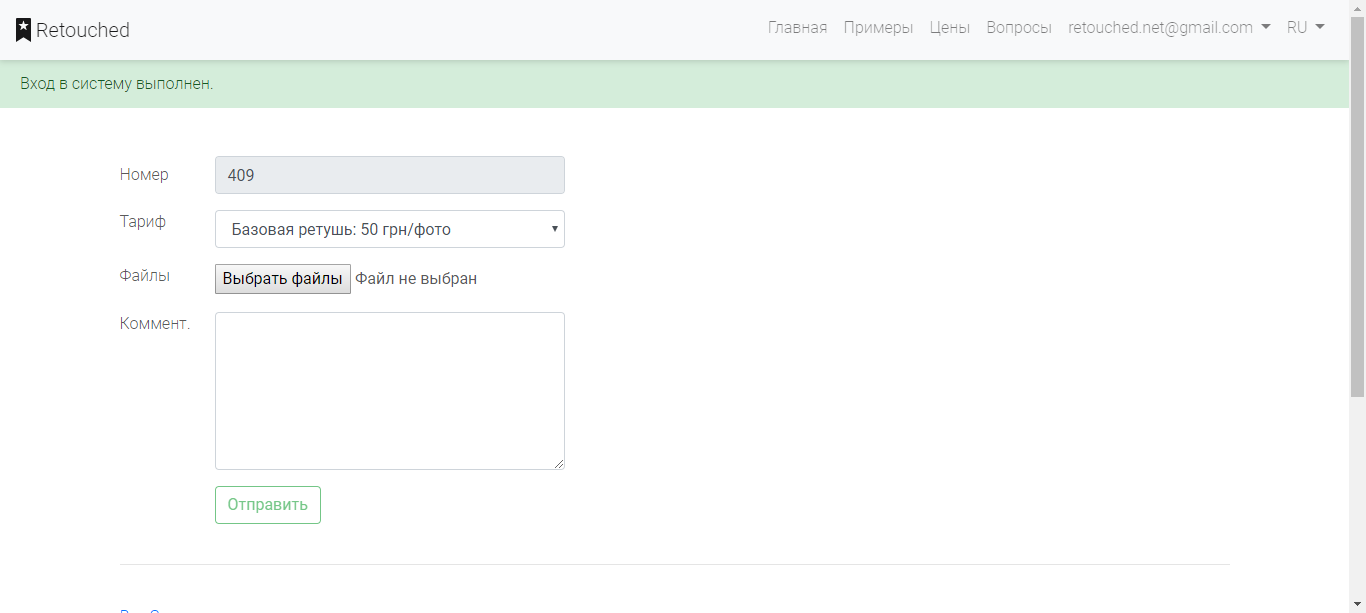 Retouched
Главная Примеры Цены Вопросы retouched.net@gmail.com RU
Вход в систему выполнен.
Номер 409
Тариф Базовая ретушь: 50 грн/фото
Файлы Выбрать файлы Файл не выбран
Коммент.
Отправить